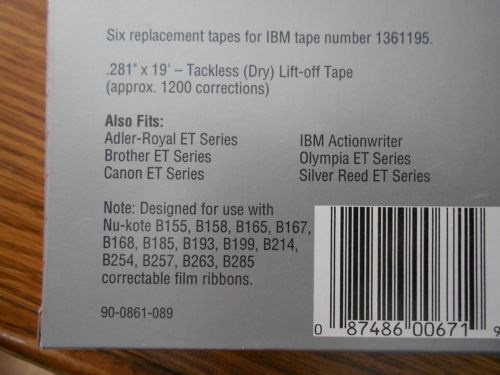 Six replacement tapes for IBM tape number 1361195.
.281" x 19' – Tackless (Dry) Lift-off Tape
(approx. 1200 corrections)
Also Fits:
Adler-Royal ET Series
Brother ET Series
Canon ET Series
IBM Actionwriter
Olympia ET Series
Silver Reed ET Series
Note: Designed for use with
Nu-kote B155, B158, B165, B167,
B168, B185, B193, B199, B214,
B254, B257, B263, B285
correctable film ribbons.
90-0861-089
0 87486 00671 9